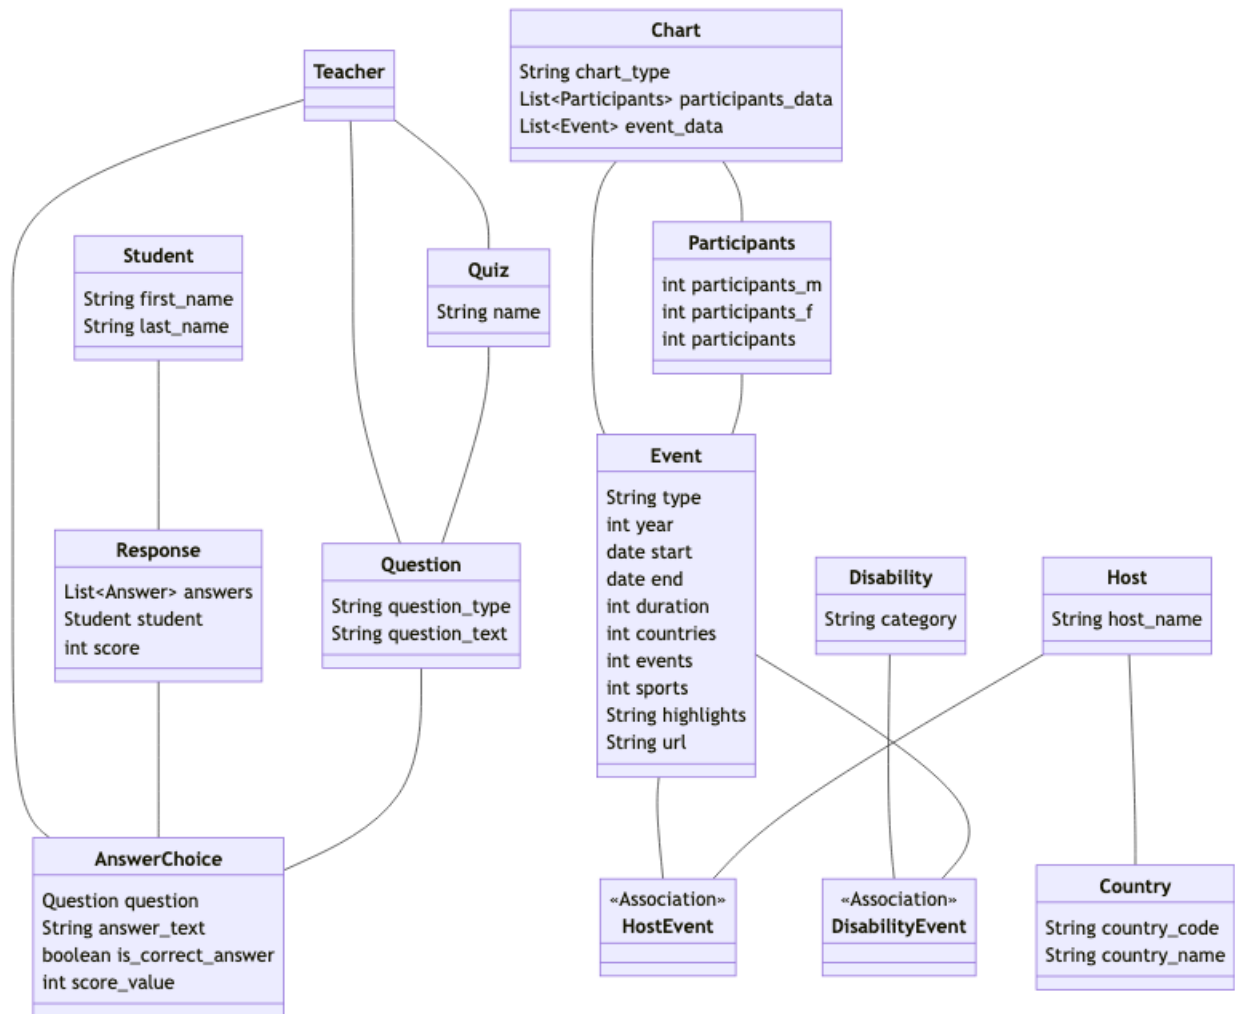 Teacher
Chart
String chart_type
List<Participants> participants_data
List<Event> event_data
Student
String first_name
String last_name
Quiz
String name
Participants
int participants_m
int participants_f
int participants
Response
List<Answer> answers
Student student
int score
Question
String question_type
String question_text
Event
String type
int year
date start
date end
int duration
int countries
int events
int sports
String highlights
String url
Disability
String category
Host
String host_name
AnswerChoice
Question question
String answer_text
boolean is_correct_answer
int score_value
«Association»
HostEvent
«Association»
DisabilityEvent
Country
String country_code
String country_name